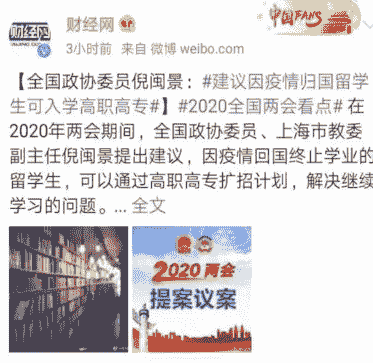 财经网
中国FANS
财经网
3小时前 来自 微博 weibo.com
【全国政协委员倪闽景：#建议因疫情归国留学
生可入学高职高专#】#2020全国两会看点# 在
2020年两会期间，全国政协委员、上海市教委
副主任倪闽景提出建议，因疫情回国终止学业的
留学生，可以通过高职高专扩招计划，解决继续
学习的问题。... 全文
2020两会
提案议案